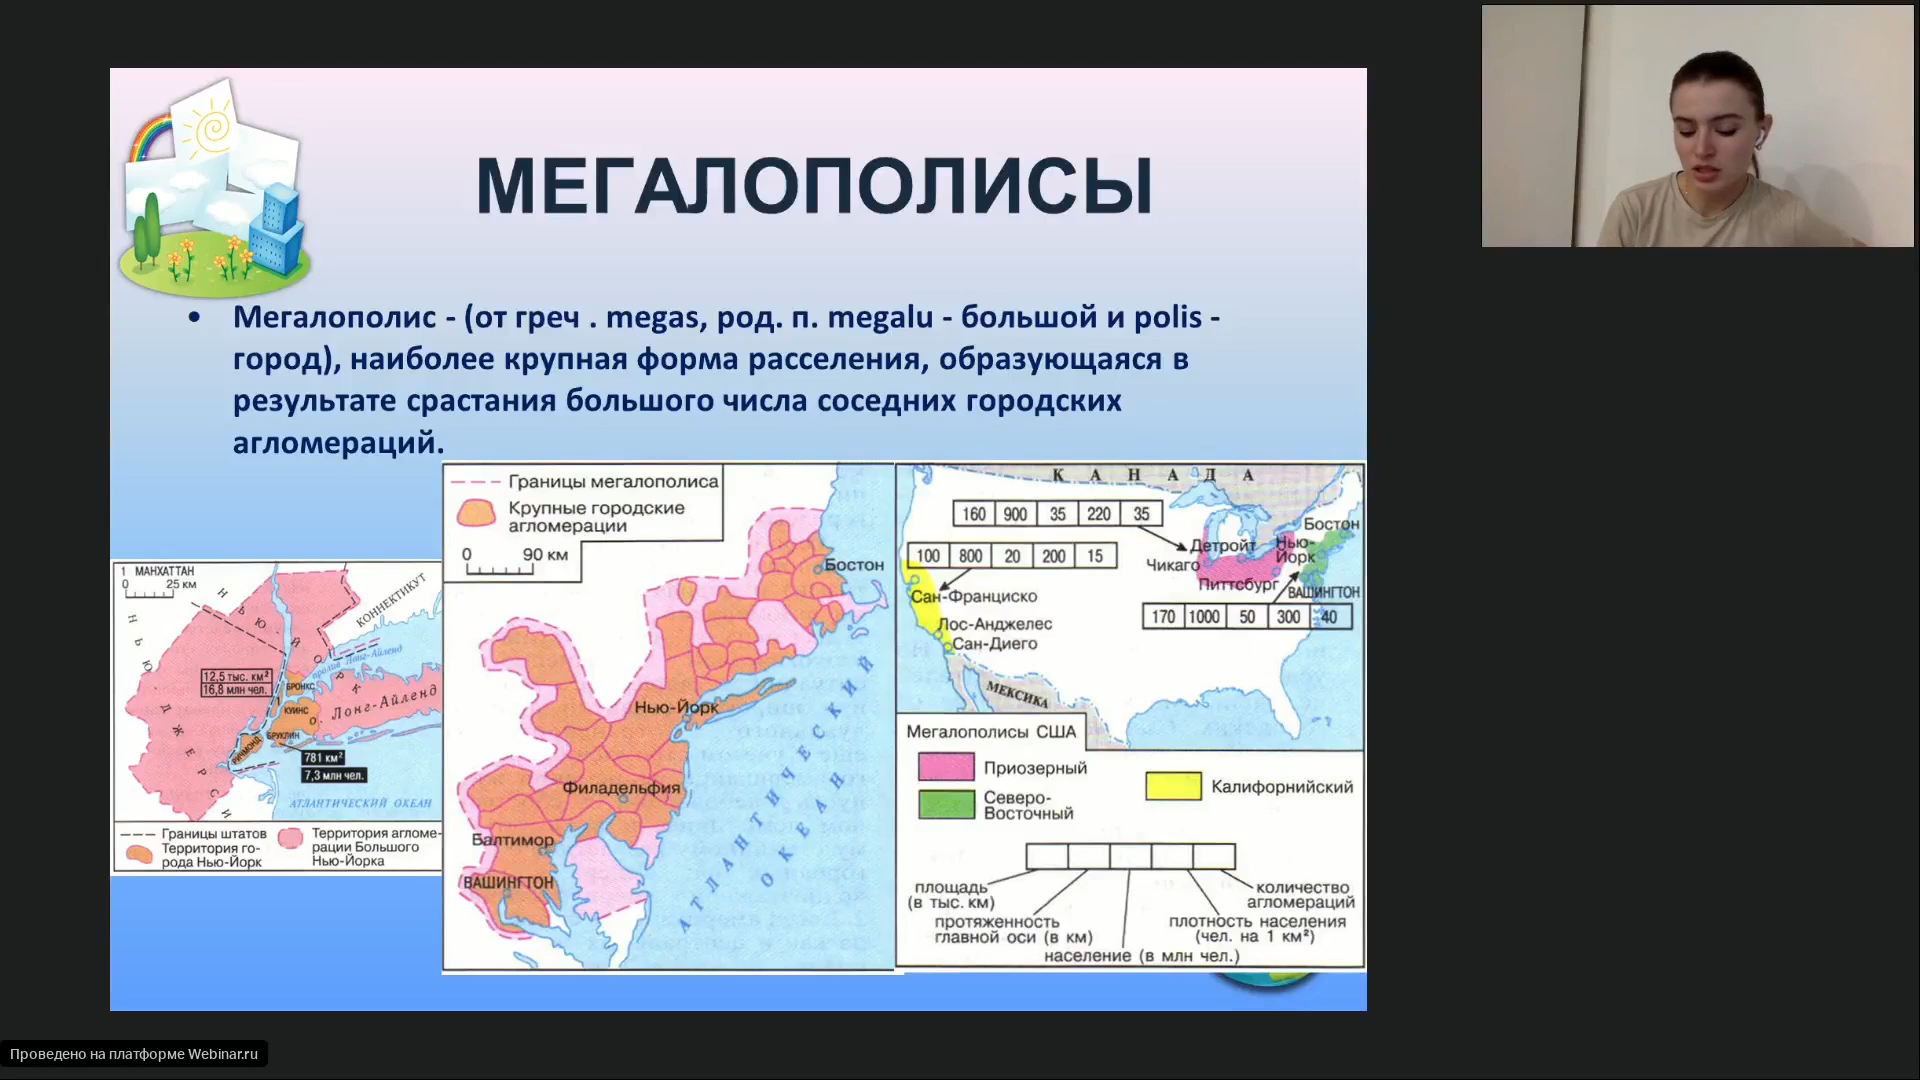 МЕГАЛОПОЛИСЫ
• Мегалополис - (от греч . megas, род. п. megalu - большой и polis -
город), наиболее крупная форма расселения, образующаяся в
результате срастания большого числа соседних городских
агломераций.
1 МАНХАТТАН
0 25 км
НЬЮ-ЙОРК
КОННЕКТИКУТ
НЬЮ-ДЖЕРСИ
пролив Лонг-Айленд
12,5 тыс. км²
16,8 млн чел.
БРОНКС
1
КУИНС
О. Лонг-Айленд
БРУКЛИН
РИЧМОНД
781 км²
7,3 млн чел.
АТЛАНТИЧЕСКИЙ ОКЕАН
Границы штатов
Территория го-
рода Нью-Йорк
Территория агломе-
рации Большого
Нью-Йорка
Границы мегалополиса
Крупные городские
агломерации
0 90 км
Бостон
Нью-Йорк
Филадельфия
Балтимор
ВАШИНГТОН
АТЛАНТИЧЕСКИЙ
ОКЕАН
КАНАДА
160 900 35 220 35
Бостон
100 800 20 200 15
Детройт
Нью-
Йорк
Чикаго
Питтсбург
ВАШИНГТОН
Сан-Франциско
170 1000 50 300 40
Лос-Анджелес
Сан-Диего
МЕКСИКА
Мегалополисы США
Приозерный
Северо-
Восточный
Калифорнийский
площадь
(в тыс. км)
протяженность
главной оси (в км)
население (в млн чел.)
плотность населения
(чел. на 1 км²)
количество
агломераций
Проведено на платформе Webinar.ru